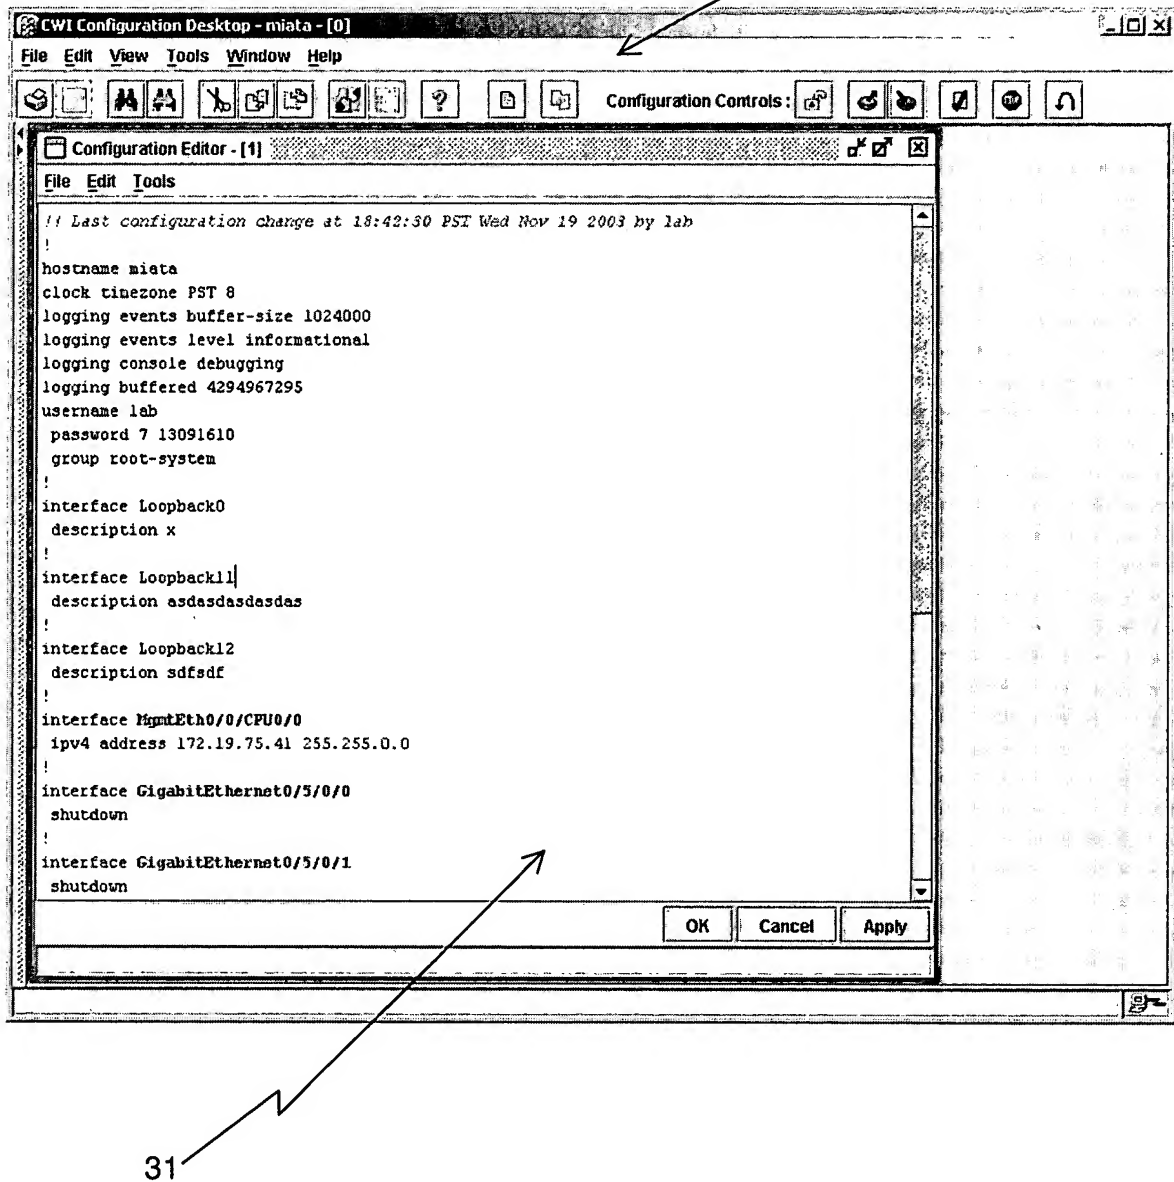 CWI Configuration Desktop - miata - [0]
File Edit View Tools Window Help
Configuration Controls :
Configuration Editor - [1]
File Edit Tools
!! Last configuration change at 18:42:30 PST Wed Nov 19 2003 by lab
!
hostname miata
clock timezone PST 8
logging events buffer-size 1024000
logging events level informational
logging console debugging
logging buffered 4294967295
username lab
password 7 13091610
group root-system
!
interface Loopback0
description x
!
interface Loopback11
description asdasdasdasdas
!
interface Loopback12
description sdfsdf
!
interface MgmtEth0/0/CPU0/0
ipv4 address 172.19.75.41 255.255.0.0
!
interface GigabitEthernet0/5/0/0
shutdown
!
interface GigabitEthernet0/5/0/1
shutdown
OK Cancel Apply
31